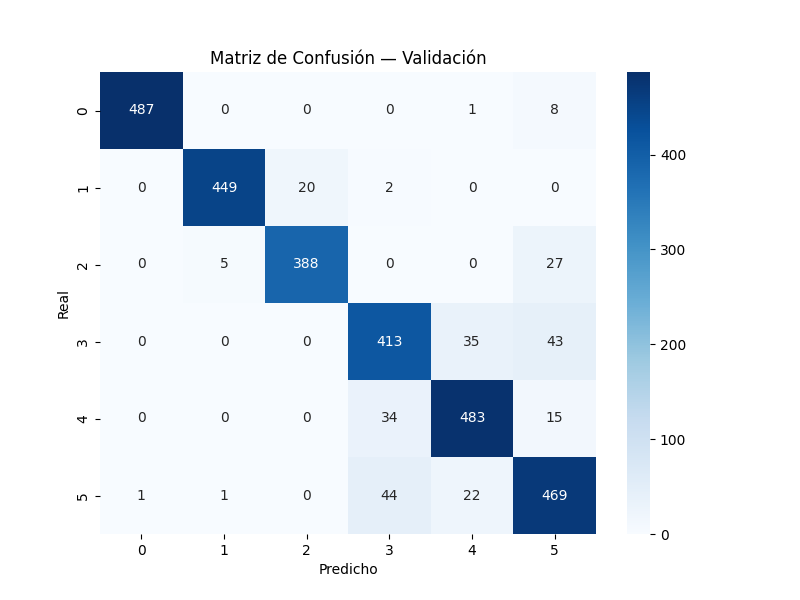 Matriz de Confusión — Validación
0 487 0 0 0 1 8
1 0 449 20 2 0 0
2 0 5 388 0 0 27
3 0 0 0 413 35 43
4 0 0 0 34 483 15
5 1 1 0 44 22 469
0 1 2 3 4 5
Predicho
Real
400
300
200
100
0